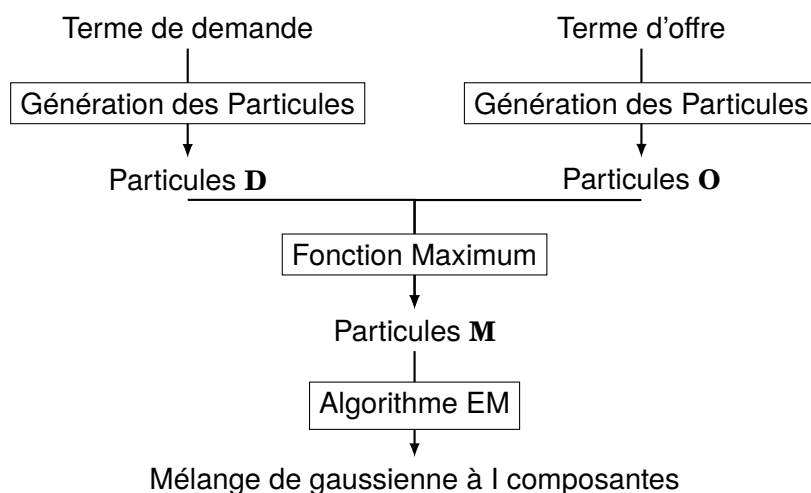 Terme de demande
Terme d'offre
Génération des Particules
Génération des Particules
Particules D
Particules O
Fonction Maximum
Particules M
Algorithme EM
Mélange de gaussienne à I composantes